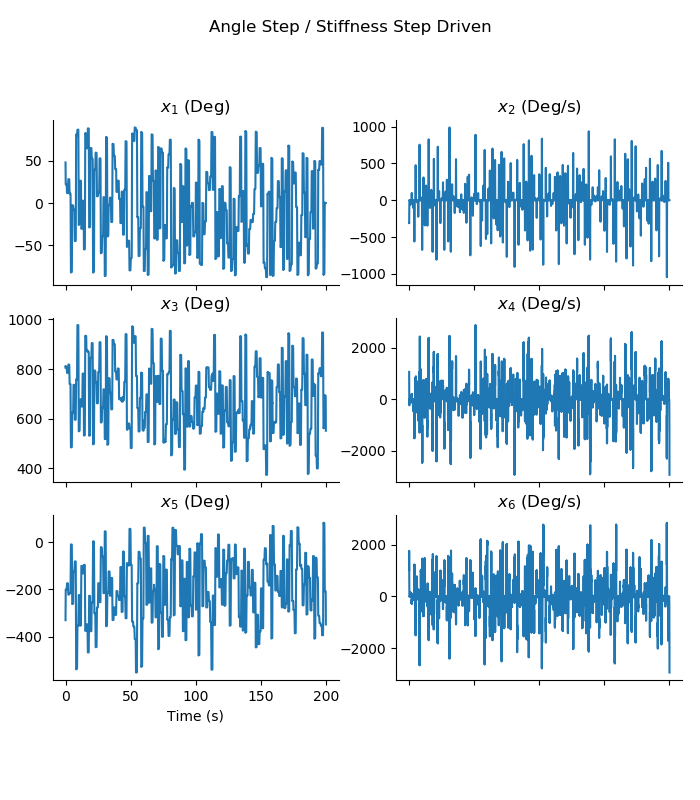 Angle Step / Stiffness Step Driven
x₁ (Deg)
x₂ (Deg/s)
50
0
−50
1000
500
0
−500
−1000
x₃ (Deg)
x₄ (Deg/s)
1000
800
600
400
2000
0
−2000
x₅ (Deg)
x₆ (Deg/s)
0
−200
−400
2000
0
−2000
0 50 100 150 200
Time (s)